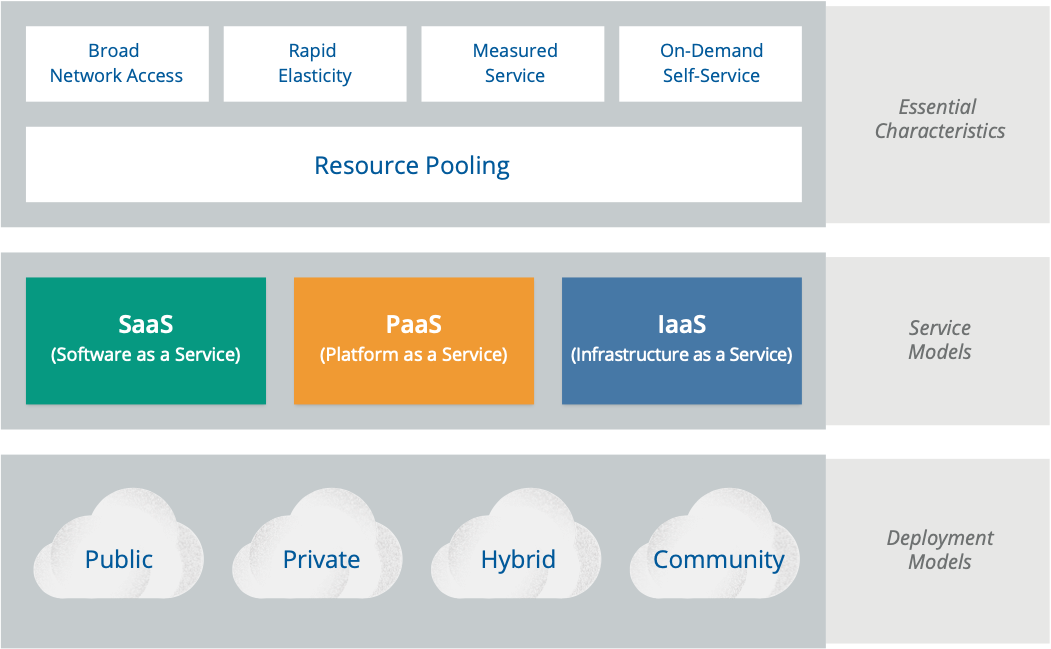 Broad
Network Access
Rapid
Elasticity
Measured
Service
On-Demand
Self-Service
Resource Pooling
Essential
Characteristics
SaaS
(Software as a Service)
PaaS
(Platform as a Service)
IaaS
(Infrastructure as a Service)
Service
Models
Public
Private
Hybrid
Community
Deployment
Models